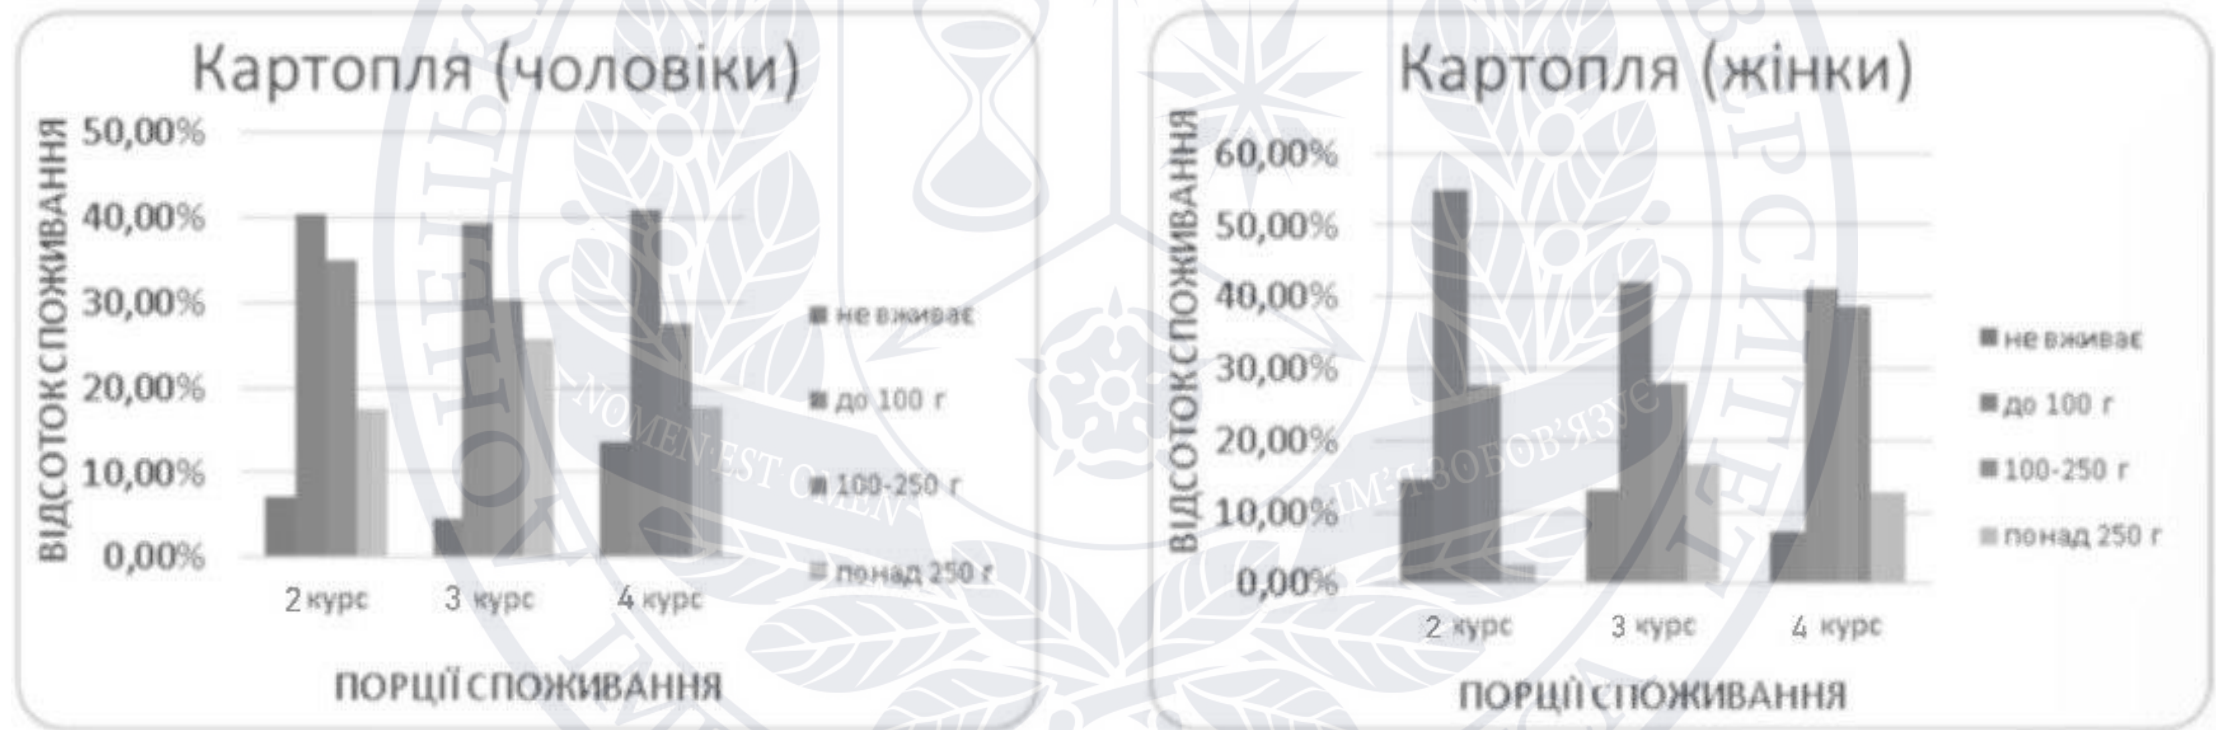 Картопля (чоловіки)
ВІДСОТОК СПОЖИВАННЯ
50,00%
40,00%
30,00%
20,00%
10,00%
0,00%
2 курс
3 курс
4 курс
ПОРЦІЇ СПОЖИВАННЯ
не вживає
до 100 г
100-250 г
понад 250 г
Картопля (жінки)
ВІДСОТОК СПОЖИВАННЯ
60,00%
50,00%
40,00%
30,00%
20,00%
10,00%
0,00%
2 курс
3 курс
4 курс
ПОРЦІЇ СПОЖИВАННЯ
не вживає
до 100 г
100-250 г
понад 250 г
NOMEN EST OMEN
ІМ'Я ЗОБОВ'ЯЗУЄ